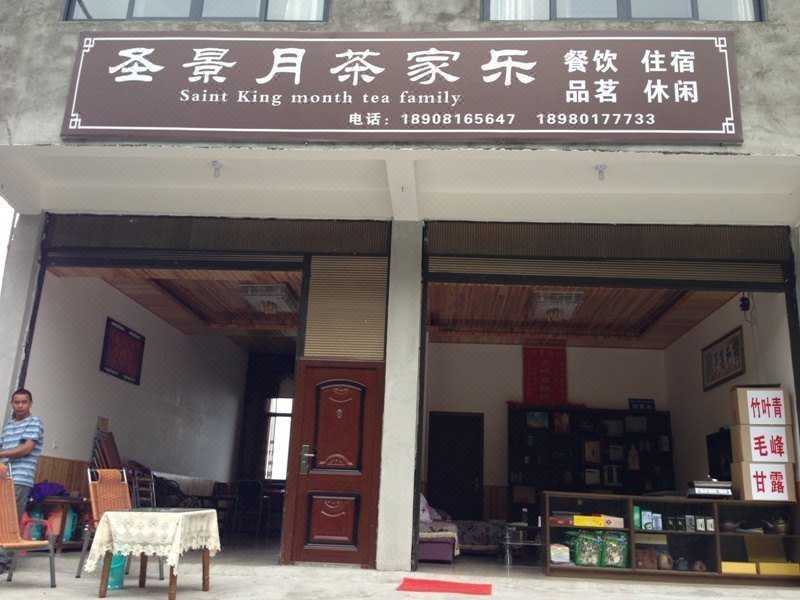 圣景月茶家乐
Saint King month tea family
餐饮 住宿
品茗 休闲
电话：18908165647 18980177733
竹叶青
毛峰
甘露